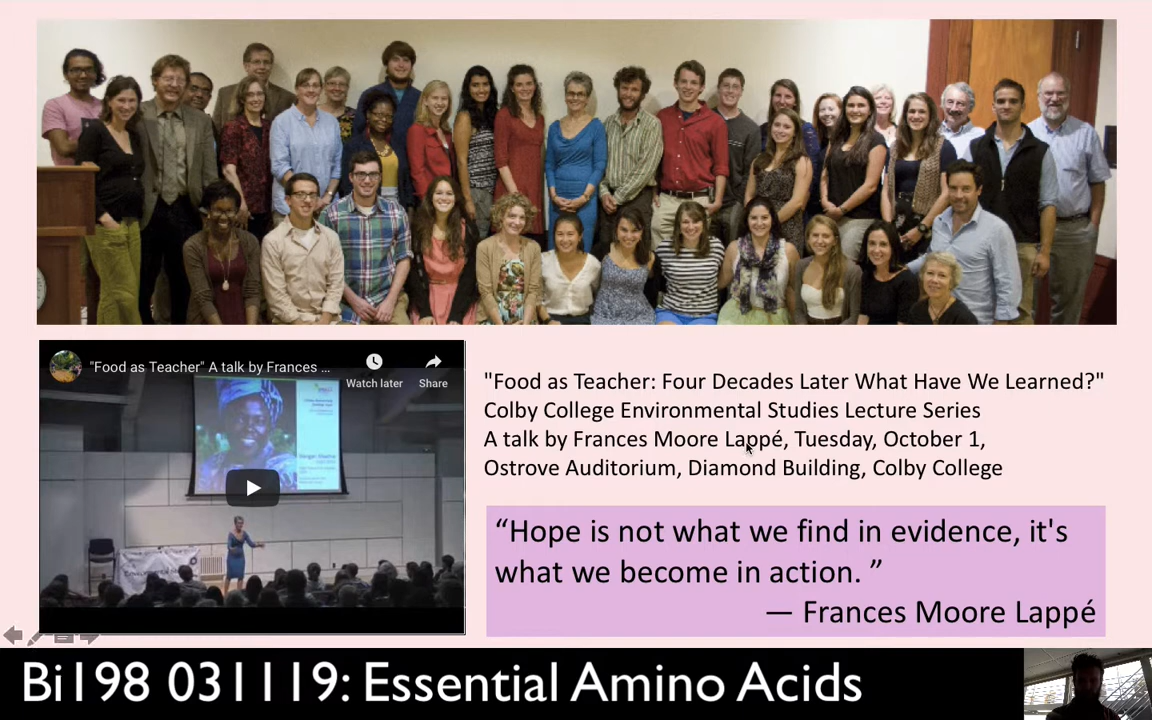 "Food as Teacher" A talk by Frances ...
Watch later
Share
"Food as Teacher: Four Decades Later What Have We Learned?"
Colby College Environmental Studies Lecture Series
A talk by Frances Moore Lappé, Tuesday, October 1,
Ostrove Auditorium, Diamond Building, Colby College
“Hope is not what we find in evidence, it's
what we become in action. ”
— Frances Moore Lappé
Bi198 031119: Essential Amino Acids